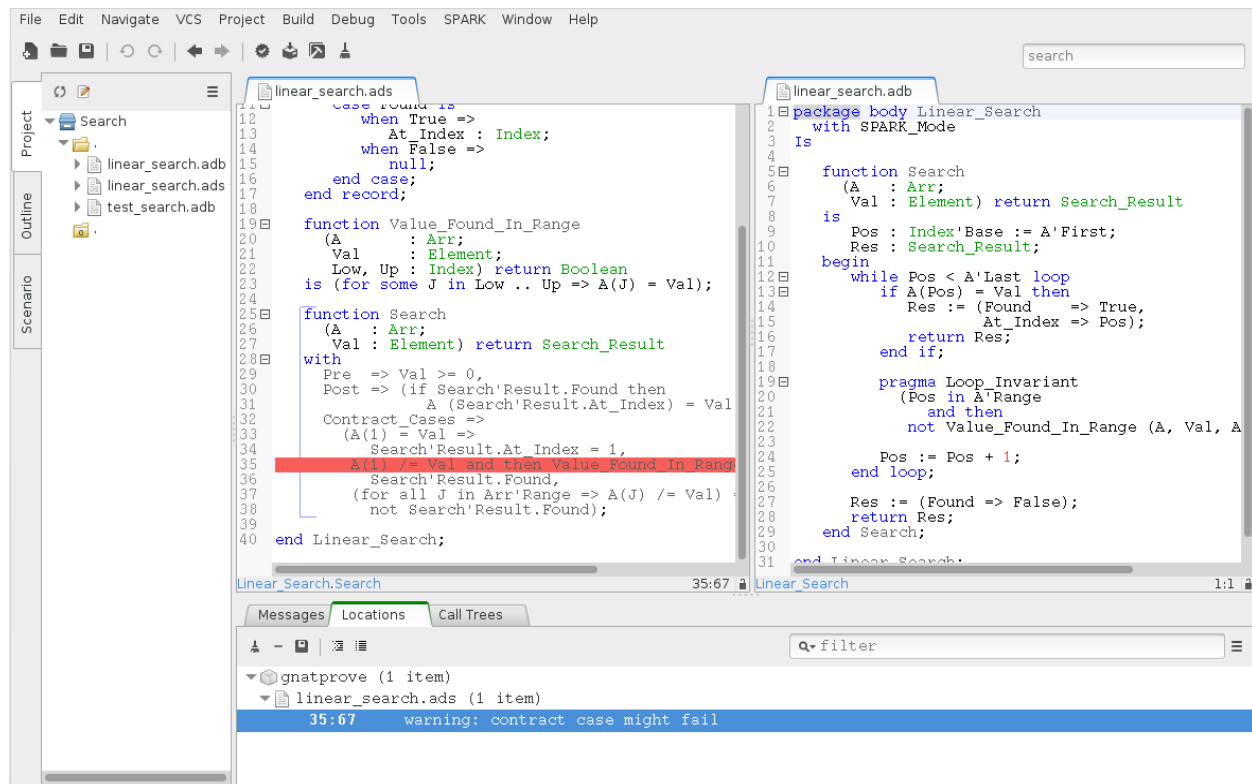 File Edit Navigate VCS Project Build Debug Tools SPARK Window Help
search
Project
Outline
Scenario
Search
.
linear_search.adb
linear_search.ads
test_search.adb
.
linear_search.ads
11 case Found is
12 when True =>
13 At_Index : Index;
14 when False =>
15 null;
16 end case;
17 end record;
18
19 function Value_Found_In_Range
20 (A : Arr;
21 Val : Element;
22 Low, Up : Index) return Boolean
23 is (for some J in Low .. Up => A(J) = Val);
24
25 function Search
26 (A : Arr;
27 Val : Element) return Search_Result
28 with
29 Pre => Val >= 0,
30 Post => (if Search'Result.Found then
31 A (Search'Result.At_Index) = Val
32 Contract_Cases =>
33 (A(1) = Val =>
34 Search'Result.At_Index = 1,
35 A(1) /= Val and then Value_Found_In_Rang
36 Search'Result.Found,
37 (for all J in Arr'Range => A(J) /= Val) =
38 not Search'Result.Found);
39
40 end Linear_Search;
Linear_Search.Search 35:67
linear_search.adb
1 package body Linear_Search
2 with SPARK_Mode
3 Is
4
5 function Search
6 (A : Arr;
7 Val : Element) return Search_Result
8 is
9 Pos : Index'Base := A'First;
10 Res : Search_Result;
11 begin
12 while Pos < A'Last loop
13 if A(Pos) = Val then
14 Res := (Found => True,
15 At_Index => Pos);
16 return Res;
17 end if;
18
19 pragma Loop_Invariant
20 (Pos in A'Range
21 and then
22 not Value_Found_In_Range (A, Val, A
23
24 Pos := Pos + 1;
25 end loop;
26
27 Res := (Found => False);
28 return Res;
29 end Search;
30
31 end Linear_Search;
Linear_Search 1:1
Messages Locations Call Trees
filter
gnatprove (1 item)
linear_search.ads (1 item)
35:67 warning: contract case might fail